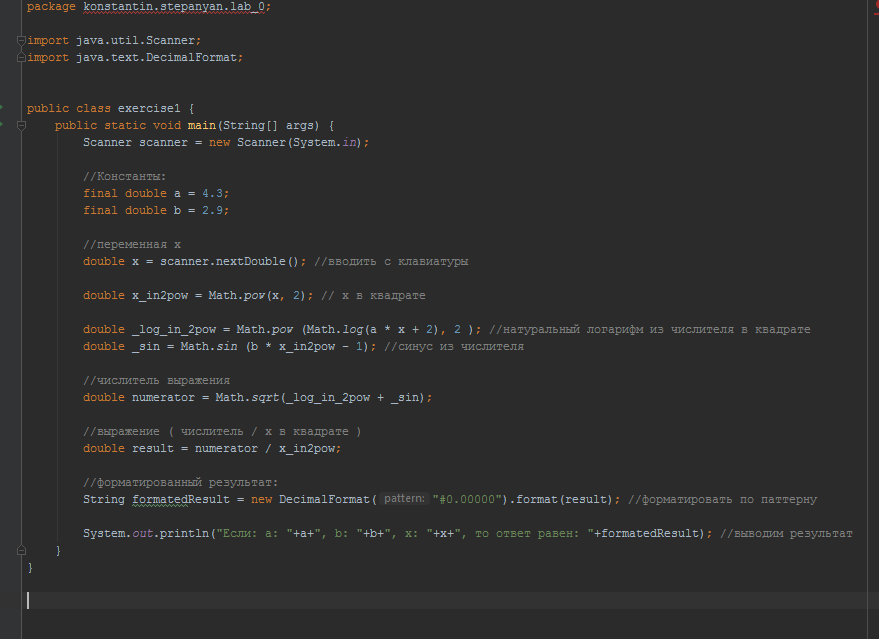 package konstantin.stepanyan.lab_0;
import java.util.Scanner;
import java.text.DecimalFormat;
public class exercise1 {
public static void main(String[] args) {
Scanner scanner = new Scanner(System.in);
//Константы:
final double a = 4.3;
final double b = 2.9;
//переменная x
double x = scanner.nextDouble(); //вводить с клавиатуры
double x_in2pow = Math.pow(x, 2); // x в квадрате
double _log_in_2pow = Math.pow (Math.log(a * x + 2), 2 ); //натуральный логарифм из числителя в квадрате
double _sin = Math.sin (b * x_in2pow - 1); //синус из числителя
//числитель выражения
double numerator = Math.sqrt(_log_in_2pow + _sin);
//выражение ( числитель / x в квадрате )
double result = numerator / x_in2pow;
//форматированный результат:
String formatedResult = new DecimalFormat( pattern: "#0.00000").format(result); //форматировать по паттерну
System.out.println("Если: a: "+a+", b: "+b+", x: "+x+", то ответ равен: "+formatedResult); //выводим результат
}
}